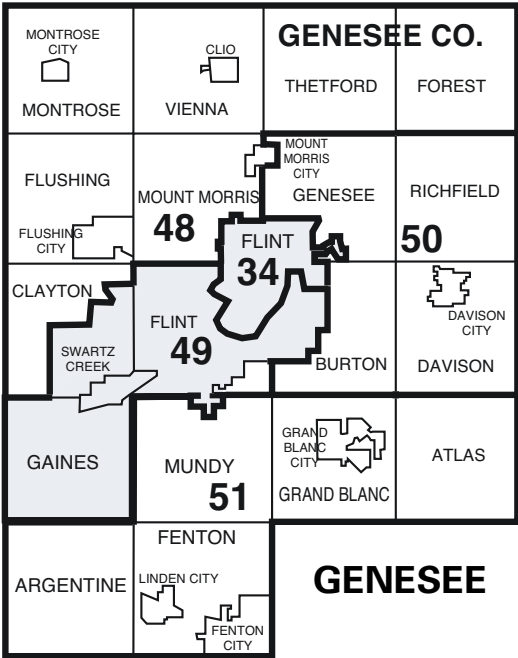 MONTROSE
CITY
CLIO
GENESEE CO.
MONTROSE
VIENNA
THETFORD
FOREST
FLUSHING
MOUNT MORRIS
MOUNT
MORRIS
CITY
GENESEE
RICHFIELD
FLUSHING
CITY
48
FLINT
34
50
CLAYTON
FLINT
49
SWARTZ
CREEK
BURTON
DAVISON
CITY
DAVISON
GAINES
MUNDY
51
GRAND
BLANC
CITY
GRAND BLANC
ATLAS
FENTON
ARGENTINE
LINDEN CITY
FENTON
CITY
GENESEE